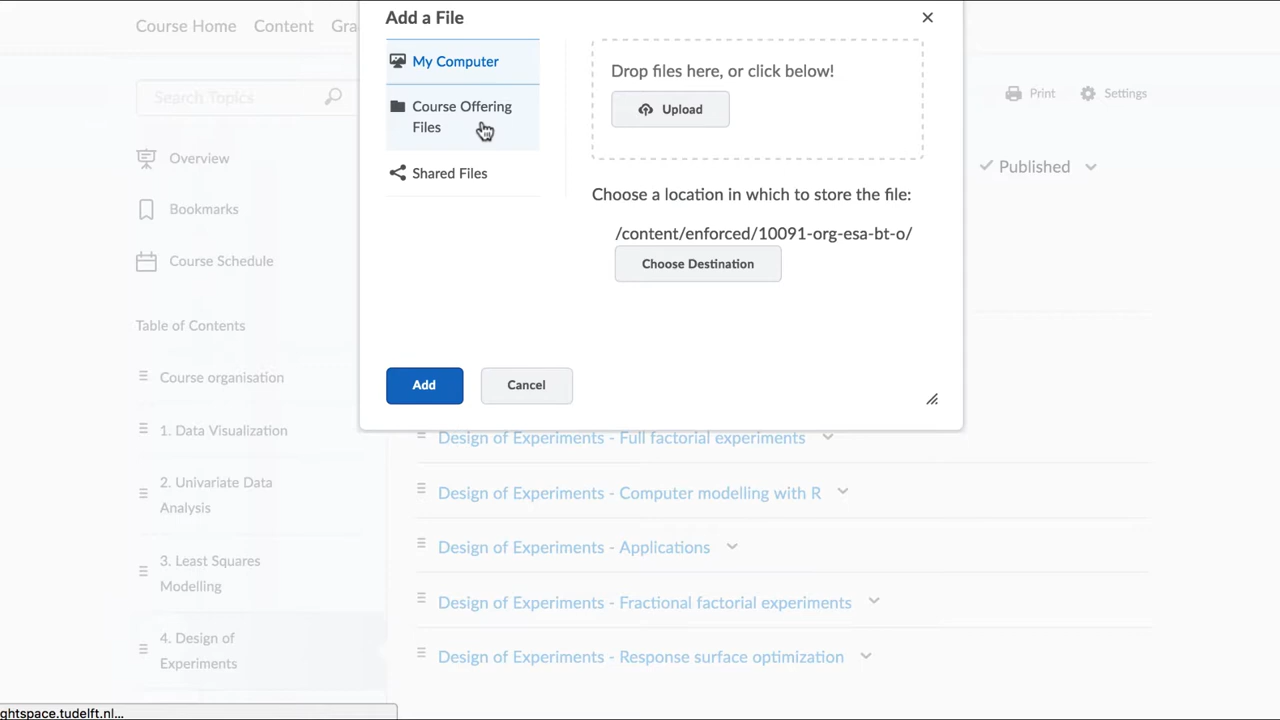 Add a File
Course Home Content Gra
My Computer
Drop files here, or click below!
Course Offering
Files
Upload
Search Topics
Print Settings
Overview
Published
Shared Files
Choose a location in which to store the file:
Bookmarks
/content/enforced/10091-org-esa-bt-o/
Course Schedule
Choose Destination
Table of Contents
Course organisation
Add Cancel
1. Data Visualization
Design of Experiments - Full factorial experiments
2. Univariate Data
Analysis
Design of Experiments - Computer modelling with R
3. Least Squares
Modelling
Design of Experiments - Applications
Design of Experiments - Fractional factorial experiments
4. Design of
Experiments
Design of Experiments - Response surface optimization
ghtspace.tudelft.nl...